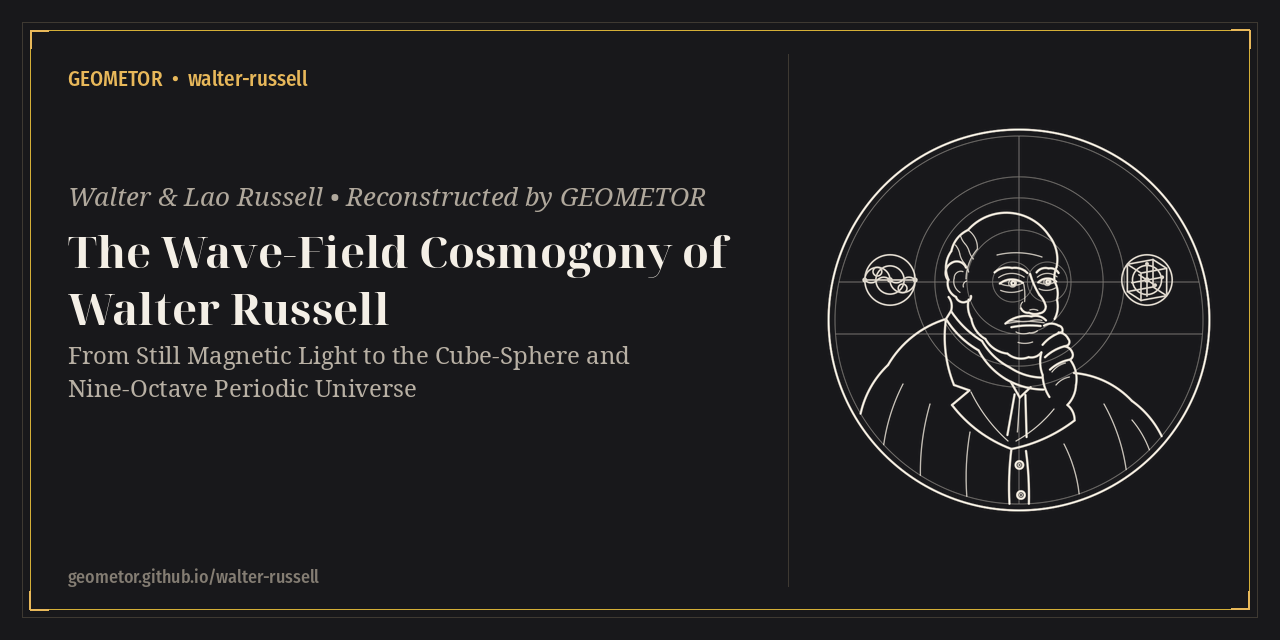 GEOMETOR • walter-russell
Walter & Lao Russell • Reconstructed by GEOMETOR
The Wave-Field Cosmogony of
Walter Russell
From Still Magnetic Light to the Cube-Sphere and
Nine-Octave Periodic Universe
geometor.github.io/walter-russell